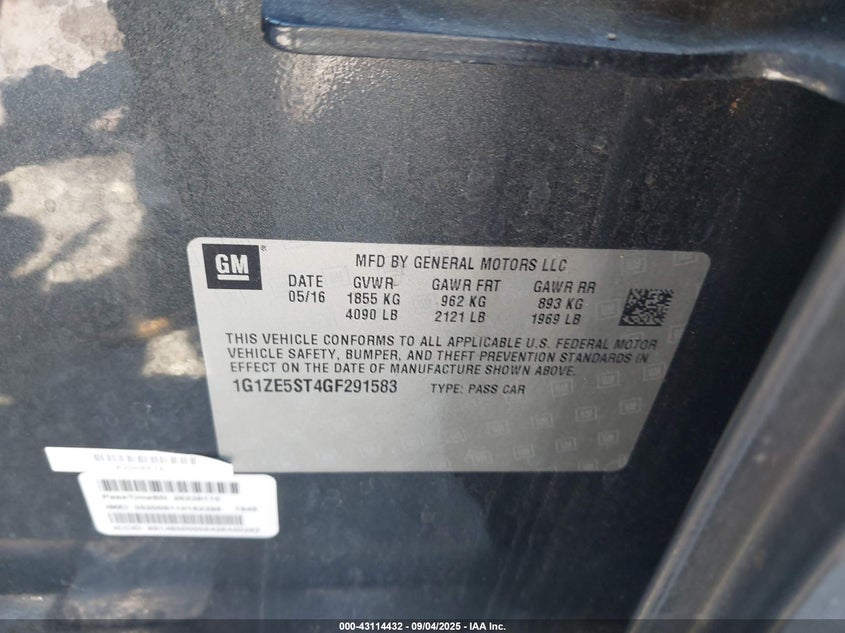 GM ®
MFD BY GENERAL MOTORS LLC
DATE GVWR GAWR FRT GAWR RR
05/16 1855 KG 962 KG 893 KG
4090 LB 2121 LB 1969 LB
THIS VEHICLE CONFORMS TO ALL APPLICABLE U.S. FEDERAL MOTOR
VEHICLE SAFETY, BUMPER, AND THEFT PREVENTION STANDARDS IN
EFFECT ON THE DATE OF MANUFACTURE SHOWN ABOVE.
1G1ZE5ST4GF291583 TYPE: PASS CAR
000-43114432 - 09/04/2025 - IAA Inc.